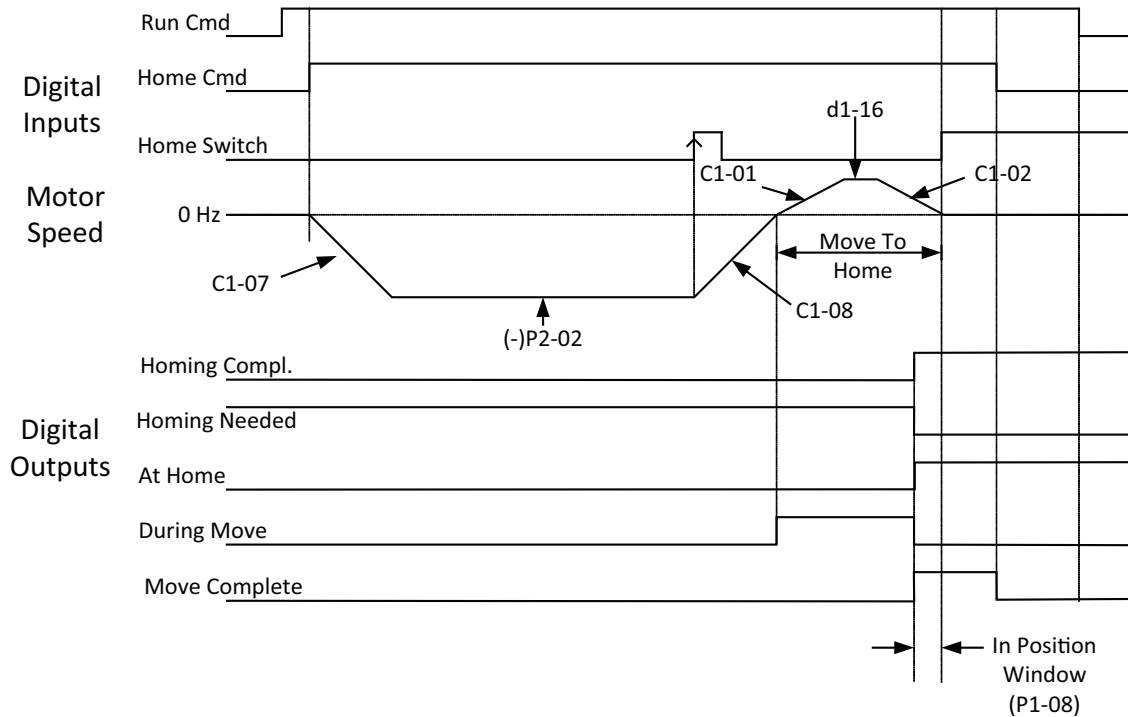 Run Cmd
Digital
Inputs
Home Cmd
Home Switch
d1-16
C1-01
C1-02
Motor
Speed
0 Hz
Move To
Home
C1-07
C1-08
(-)P2-02
Homing Compl.
Homing Needed
Digital
Outputs
At Home
During Move
Move Complete
In Position
Window
(P1-08)